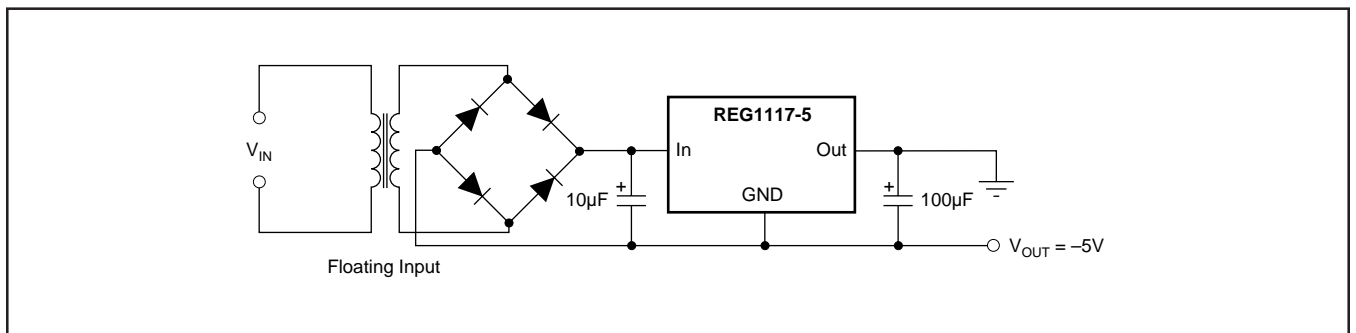 REG1117-5
V_IN
In
Out
GND
10µF
100µF
V_OUT = –5V
Floating Input